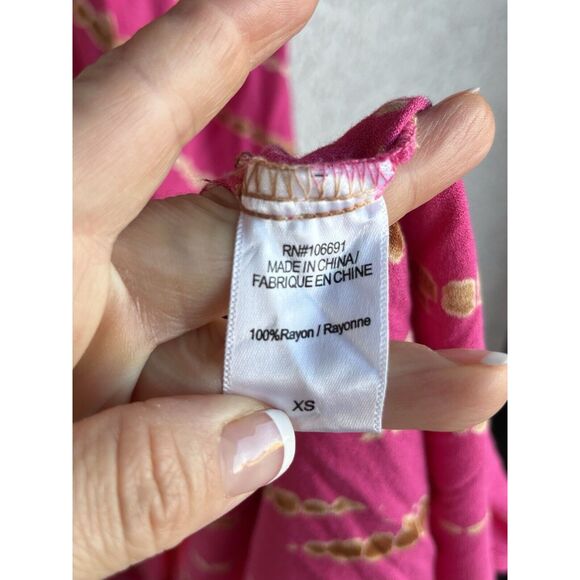 RN#106691
MADE IN CHINA/
FABRIQUE EN CHINE
100%Rayon / Rayonne
XS